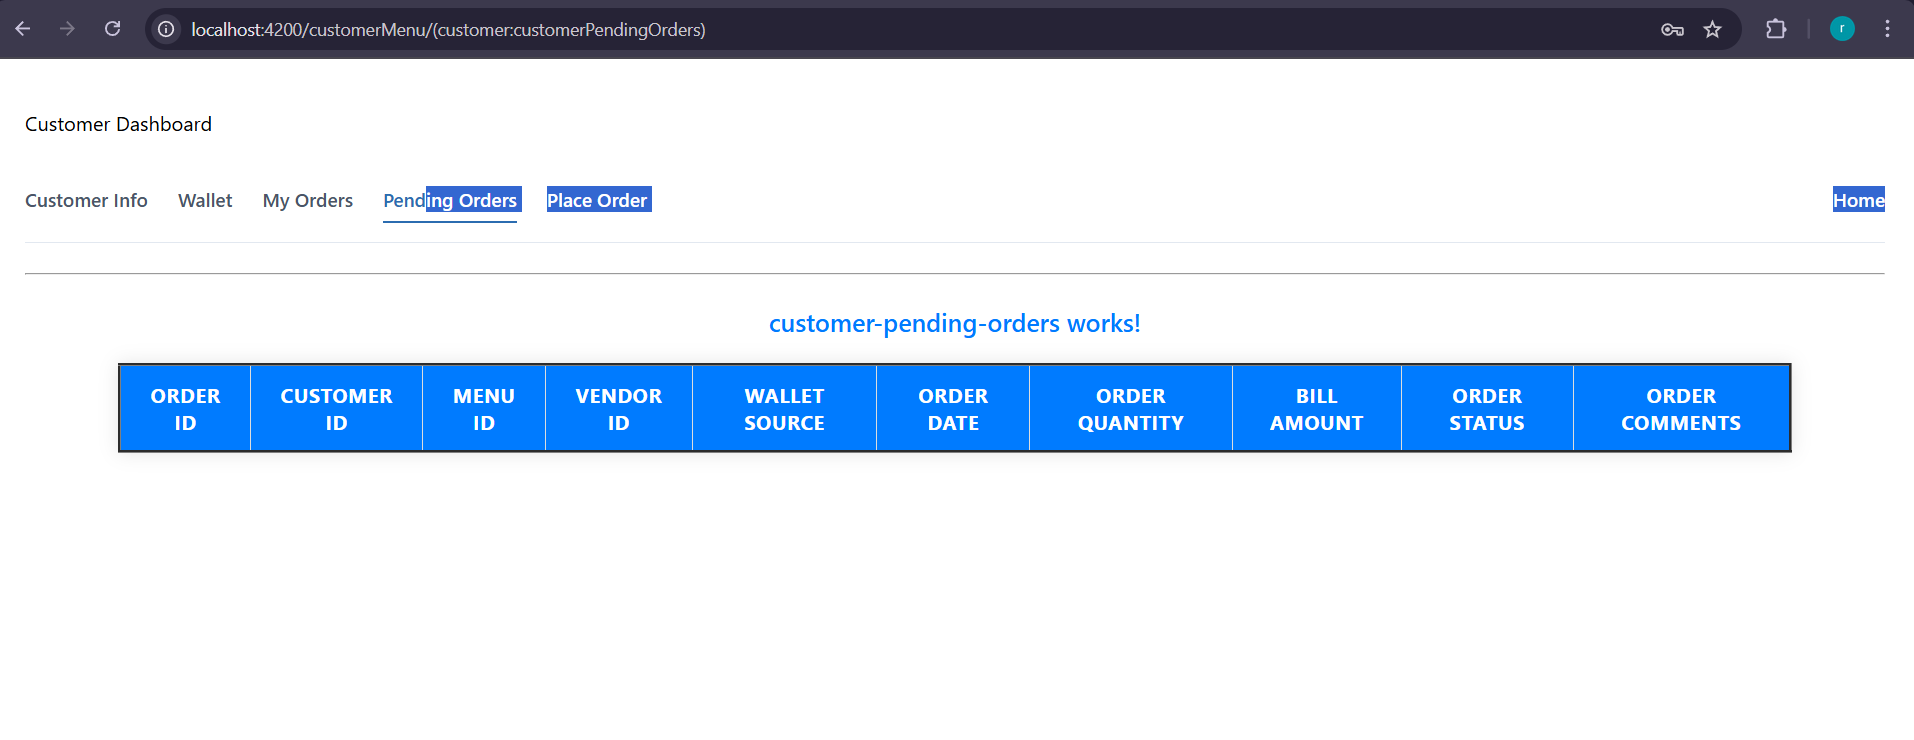 localhost:4200/customerMenu/(customer:customerPendingOrders)
r
Customer Dashboard
Customer Info Wallet My Orders Pending Orders Place Order Home
customer-pending-orders works!
ORDER ID CUSTOMER ID MENU ID VENDOR ID WALLET SOURCE ORDER DATE ORDER QUANTITY BILL AMOUNT ORDER STATUS ORDER COMMENTS